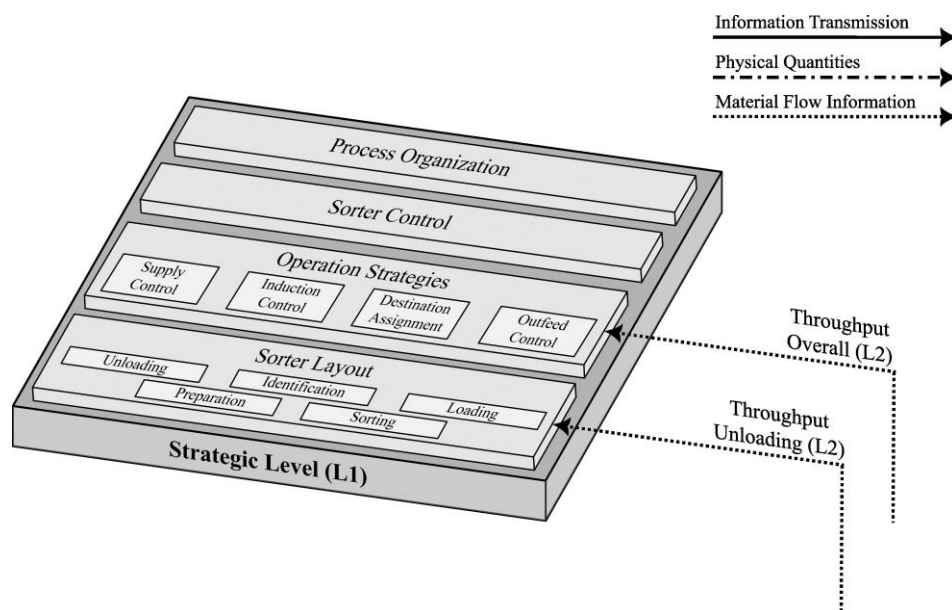 Information Transmission
Physical Quantities
Material Flow Information
Process Organization
Sorter Control
Operation Strategies
Supply
Control
Induction
Control
Destination
Assignment
Outfeed
Control
Sorter Layout
Unloading
Identification
Loading
Preparation
Sorting
Strategic Level (L1)
Throughput
Overall (L2)
Throughput
Unloading (L2)